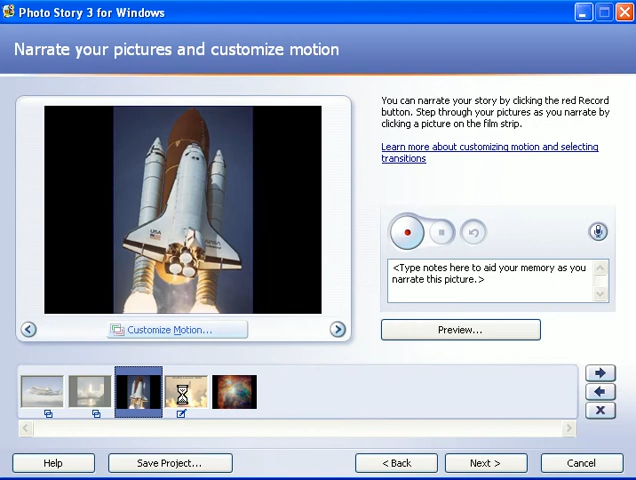 Photo Story 3 for Windows
Narrate your pictures and customize motion
You can narrate your story by clicking the red Record
button. Step through your pictures as you narrate by
clicking a picture on the film strip.
Learn more about customizing motion and selecting
transitions
USA
<Type notes here to aid your memory as you
narrate this picture.>
Customize Motion...
Preview...
Help
Save Project...
< Back
Next >
Cancel